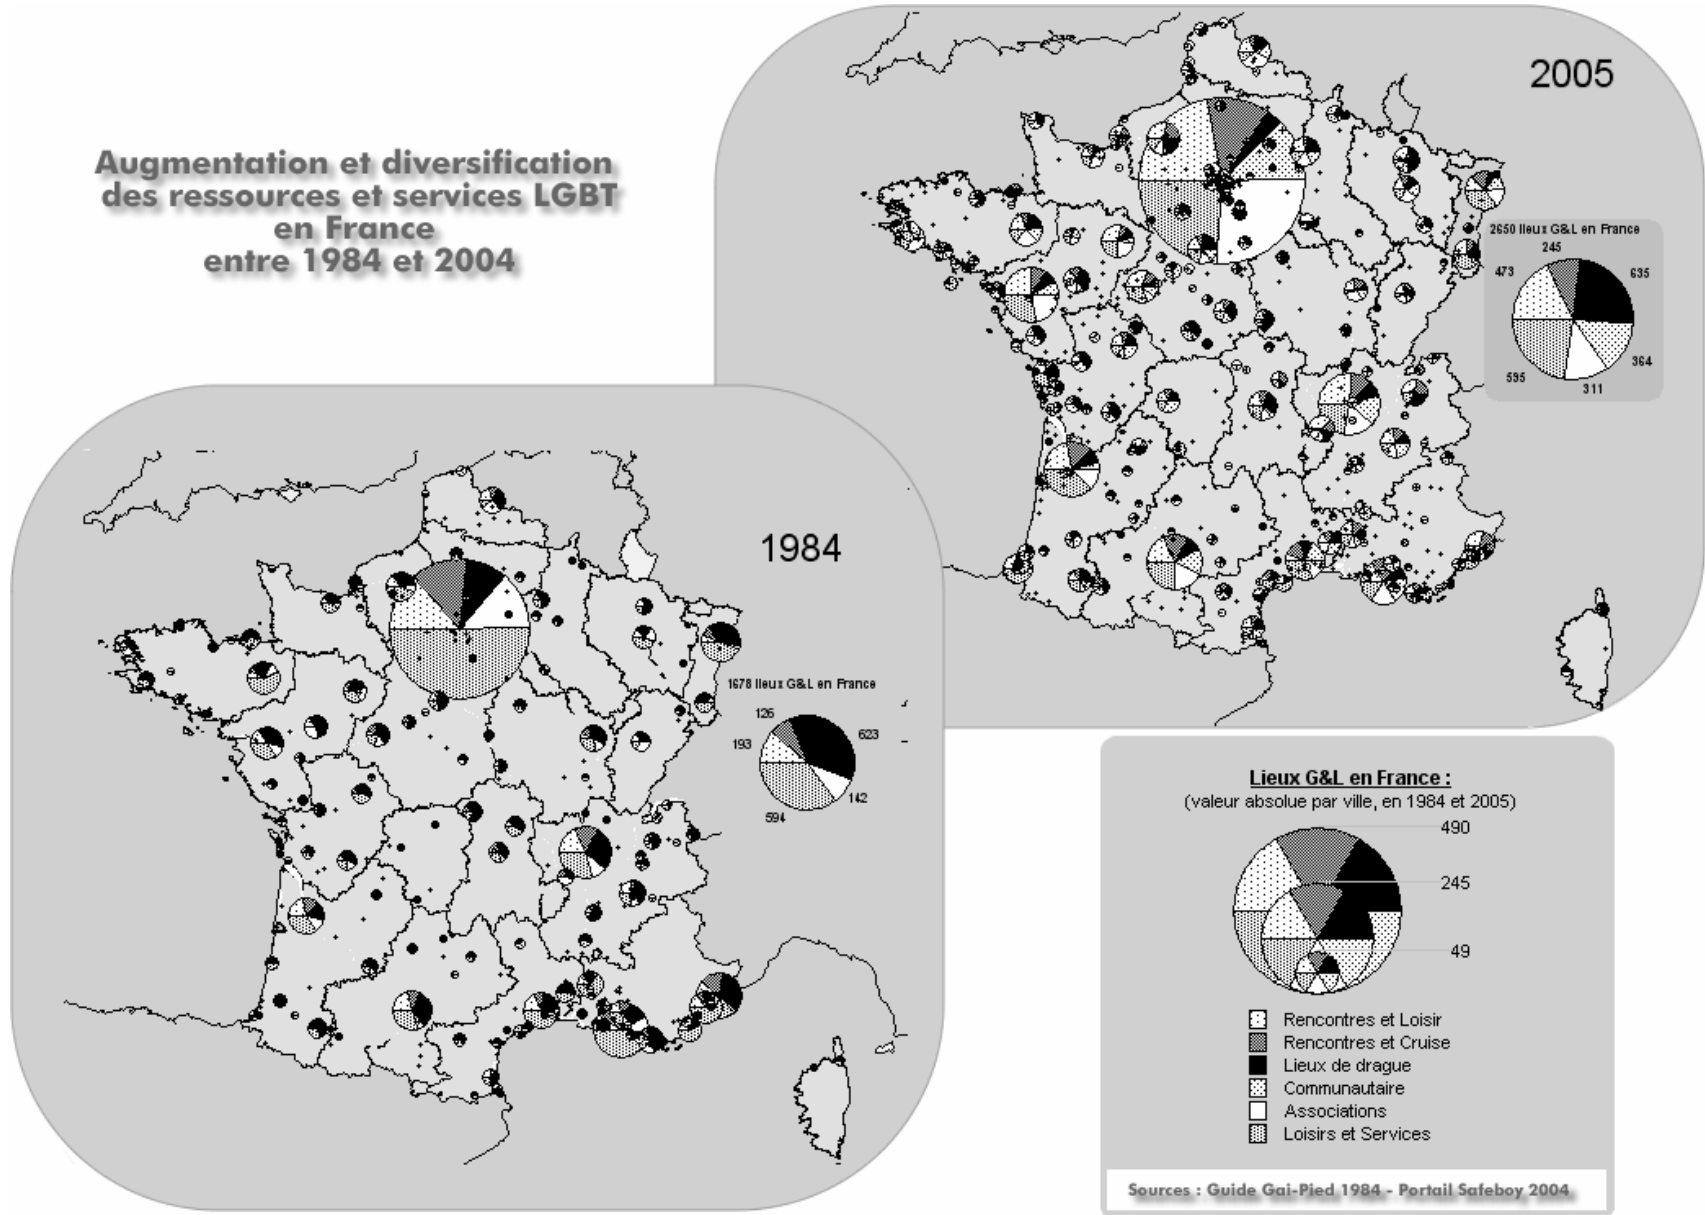 Augmentation et diversification
des ressources et services LGBT
en France
entre 1984 et 2004
2005
2650 lieux G&L en France
245
473
635
595
364
311
1984
1678 lieux G&L en France
126
193
623
142
594
Lieux G&L en France :
(valeur absolue par ville, en 1984 et 2005)
490
245
49
Rencontres et Loisir
Rencontres et Cruise
Lieux de drague
Communautaire
Associations
Loisirs et Services
Sources : Guide Gai-Pied 1984 - Portail Safeboy 2004